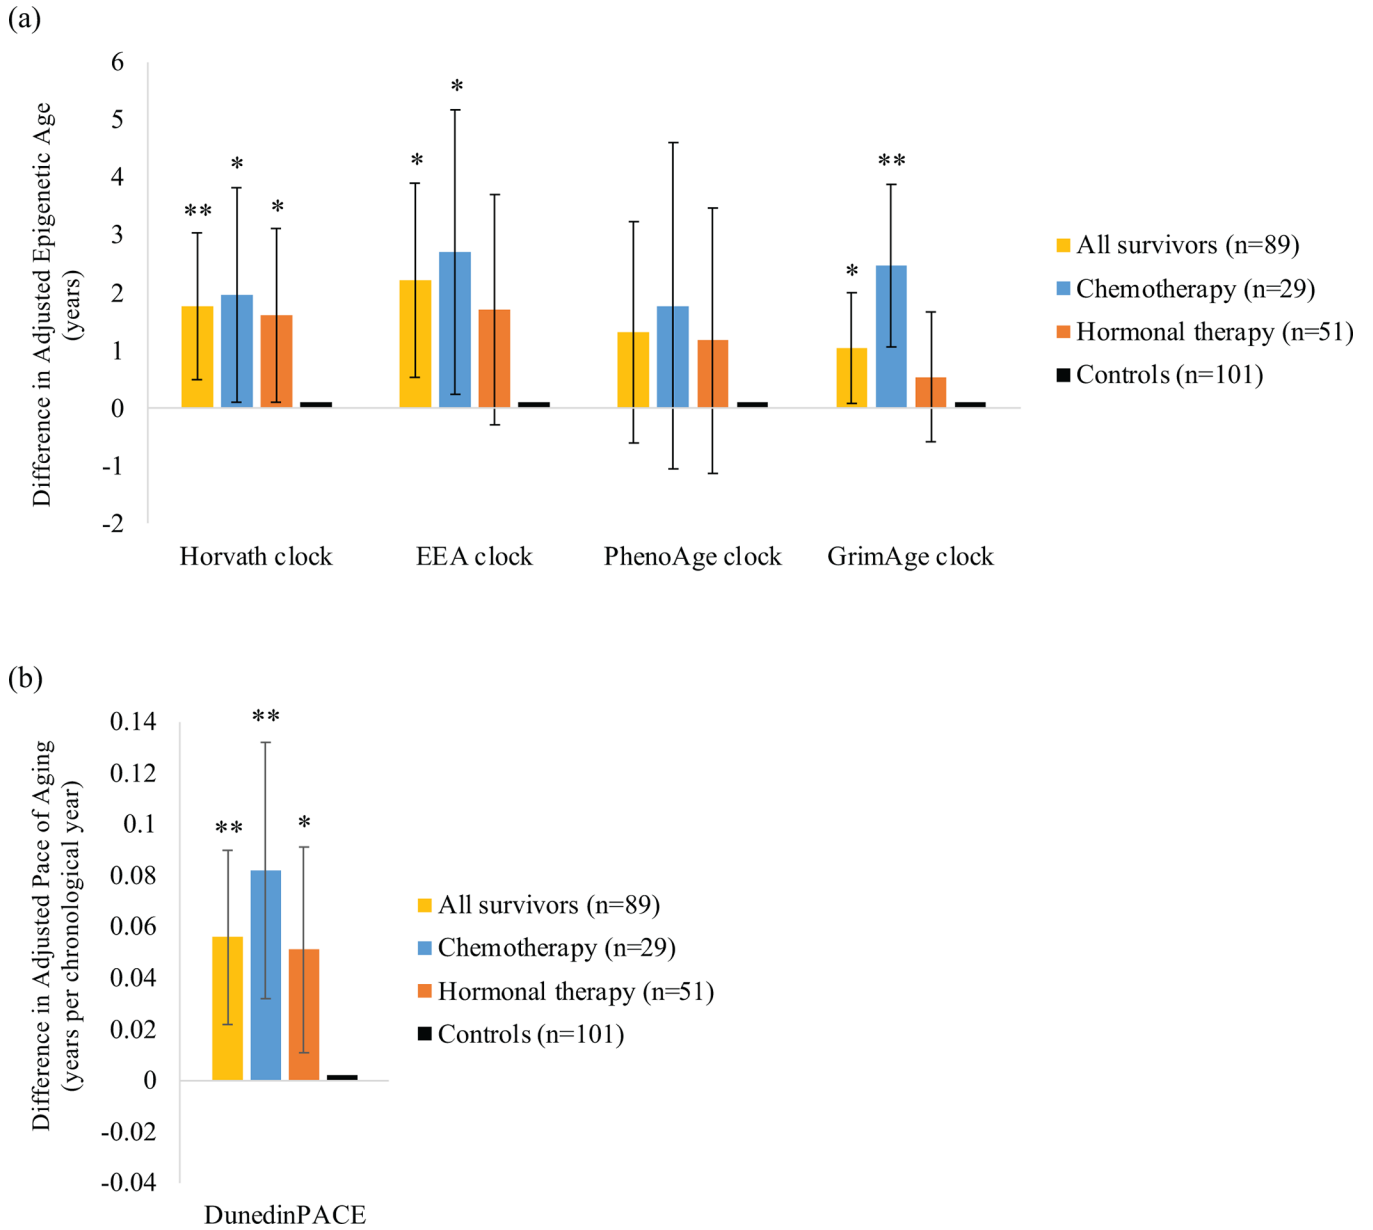 (a)
Difference in Adjusted Epigenetic Age
(years)
6
5
4
3
2
1
0
-1
-2
**
*
*
*
*
*
**
Horvath clock
EEA clock
PhenoAge clock
GrimAge clock
All survivors (n=89)
Chemotherapy (n=29)
Hormonal therapy (n=51)
Controls (n=101)
(b)
Difference in Adjusted Pace of Aging
(years per chronological year)
0.14
0.12
0.1
0.08
0.06
0.04
0.02
0
-0.02
-0.04
**
**
*
DunedinPACE
All survivors (n=89)
Chemotherapy (n=29)
Hormonal therapy (n=51)
Controls (n=101)